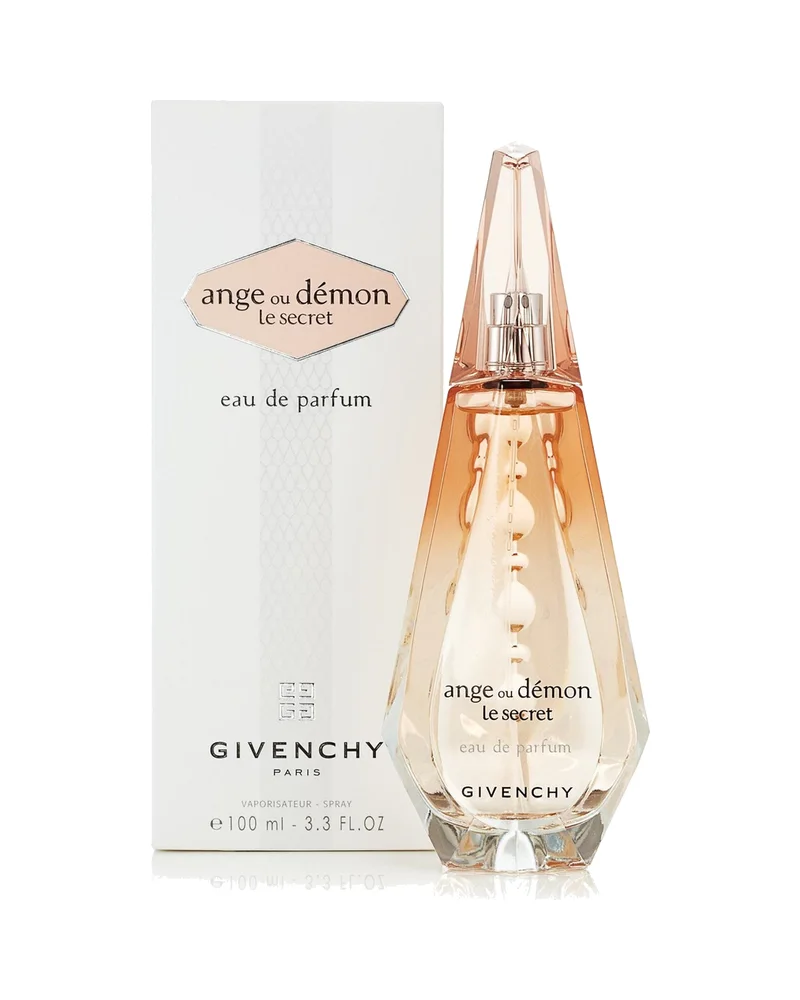 ange ou démon
le secret
eau de parfum
GIVENCHY
PARIS
VAPORISATEUR - SPRAY
℮ 100 ml - 3.3 FL.OZ
ange ou démon
le secret
eau de parfum
GIVENCHY